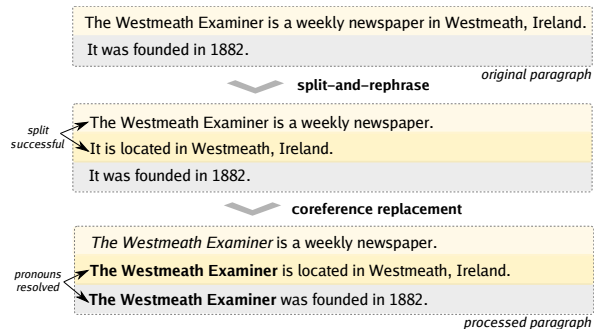 The Westmeath Examiner is a weekly newspaper in Westmeath, Ireland.
It was founded in 1882.
original paragraph
split-and-rephrase
split
successful
The Westmeath Examiner is a weekly newspaper.
It is located in Westmeath, Ireland.
It was founded in 1882.
coreference replacement
pronouns
resolved
The Westmeath Examiner is a weekly newspaper.
The Westmeath Examiner is located in Westmeath, Ireland.
The Westmeath Examiner was founded in 1882.
processed paragraph